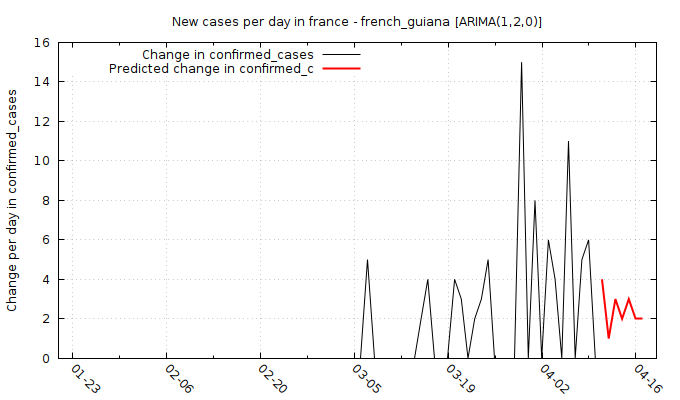 New cases per day in france - french_guiana [ARIMA(1,2,0)]
Change in confirmed_cases
Predicted change in confirmed_c
Change per day in confirmed_cases
16
14
12
10
8
6
4
2
0
01-23 02-06 02-20 03-05 03-19 04-02 04-16